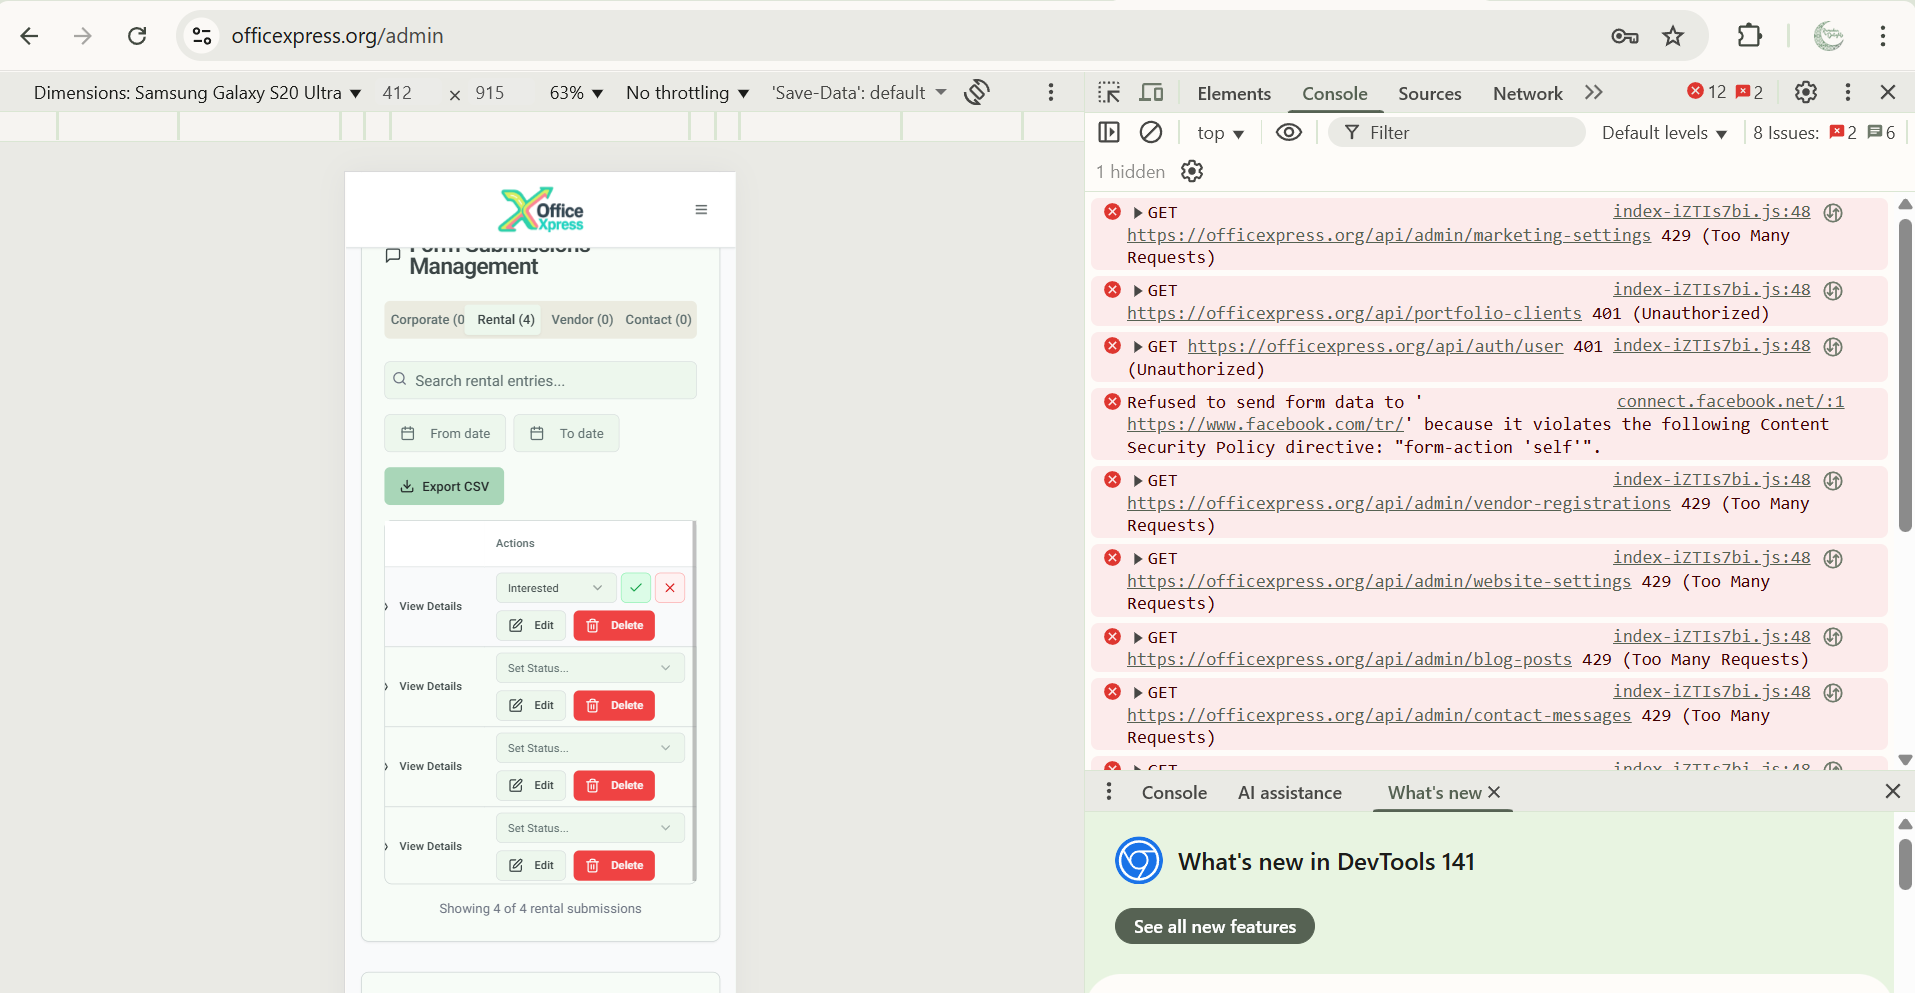 officexpress.org/admin
Dimensions: Samsung Galaxy S20 Ultra 412 × 915 63% No throttling 'Save-Data': default
Elements Console Sources Network 12 2
top Filter Default levels 8 Issues: 2 6
1 hidden
Office
Xpress
Form Submissions
Management
Corporate (0 Rental (4) Vendor (0) Contact (0)
Search rental entries...
From date To date
Export CSV
Actions
Interested
View Details
Edit Delete
Set Status...
View Details
Edit Delete
Set Status...
View Details
Edit Delete
Set Status...
View Details
Edit Delete
Showing 4 of 4 rental submissions
GET index-iZTIs7bi.js:48
https://officexpress.org/api/admin/marketing-settings 429 (Too Many
Requests)
GET index-iZTIs7bi.js:48
https://officexpress.org/api/portfolio-clients 401 (Unauthorized)
GET https://officexpress.org/api/auth/user 401 index-iZTIs7bi.js:48
(Unauthorized)
Refused to send form data to ' connect.facebook.net/:1
https://www.facebook.com/tr/' because it violates the following Content
Security Policy directive: "form-action 'self'".
GET index-iZTIs7bi.js:48
https://officexpress.org/api/admin/vendor-registrations 429 (Too Many
Requests)
GET index-iZTIs7bi.js:48
https://officexpress.org/api/admin/website-settings 429 (Too Many
Requests)
GET index-iZTIs7bi.js:48
https://officexpress.org/api/admin/blog-posts 429 (Too Many Requests)
GET index-iZTIs7bi.js:48
https://officexpress.org/api/admin/contact-messages 429 (Too Many
Requests)
GET index-iZTIs7bi.js:48
Console AI assistance What's new
What's new in DevTools 141
See all new features